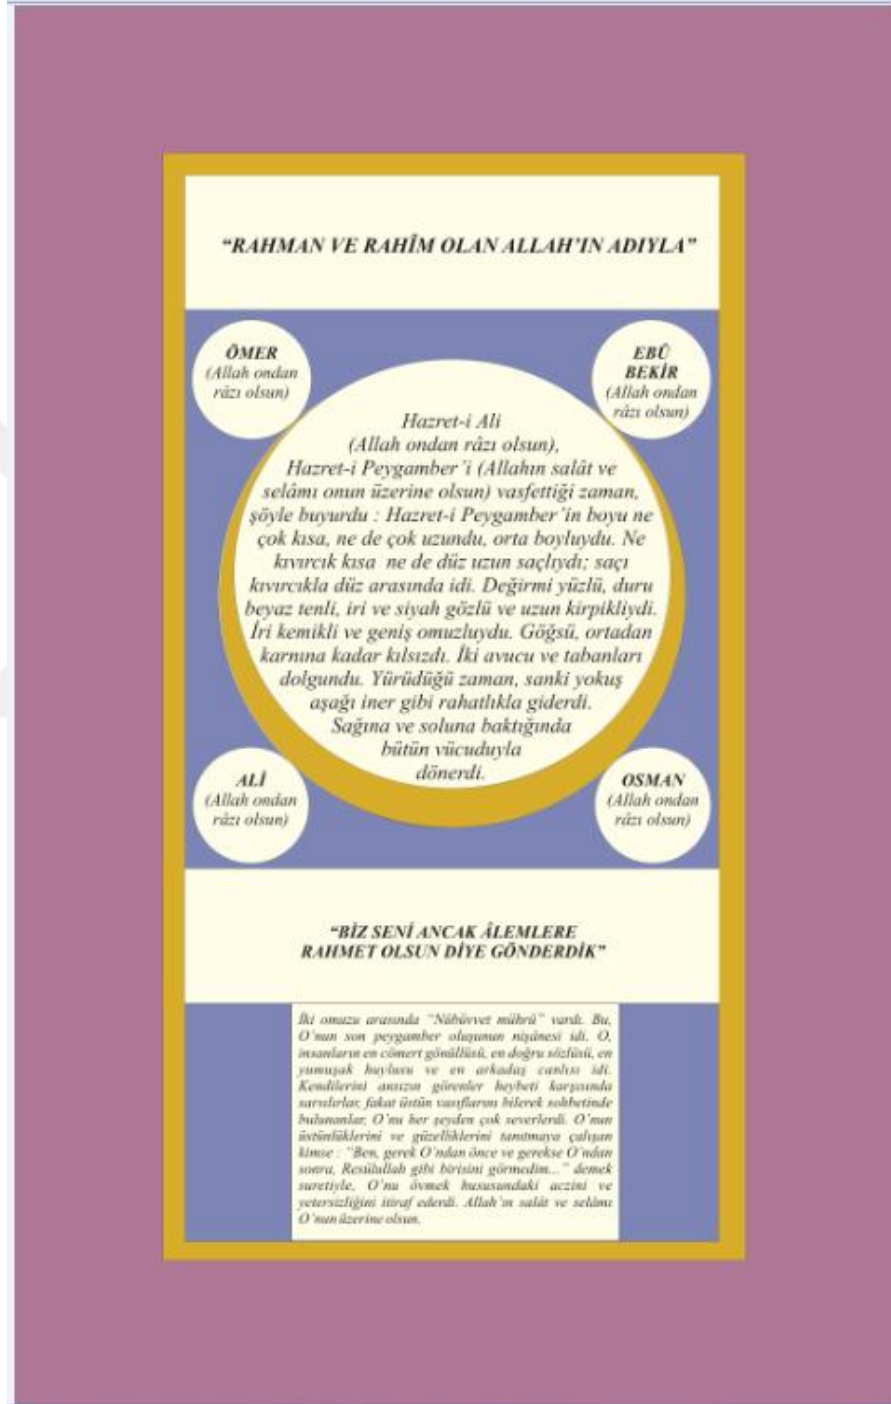 “RAHMAN VE RAHÎM OLAN ALLAH’IN ADIYLA”
ÖMER
(Allah ondan
râzı olsun)
EBÛ
BEKİR
(Allah ondan
râzı olsun)
Hazret-i Ali
(Allah ondan râzı olsun),
Hazret-i Peygamber’i (Allahın salât ve
selâmı onun üzerine olsun) vasfettiği zaman,
şöyle buyurdu : Hazret-i Peygamber’in boyu ne
çok kısa, ne de çok uzundu, orta boyluydu. Ne
kıvırcık kısa ne de düz uzun saçlıydı; saçı
kıvırcıkla düz arasında idi. Değirmi yüzlü, duru
beyaz tenli, iri ve siyah gözlü ve uzun kirpikliydi.
İri kemikli ve geniş omuzluydu. Göğsü, ortadan
karnına kadar kılsızdı. İki avucu ve tabanları
dolgundu. Yürüdüğü zaman, sanki yokuş
aşağı iner gibi rahatlıkla giderdi.
Sağına ve soluna baktığında
bütün vücuduyla
dönerdi.
ALİ
(Allah ondan
râzı olsun)
OSMAN
(Allah ondan
râzı olsun)
“BİZ SENİ ANCAK ÂLEMLERE
RAHMET OLSUN DİYE GÖNDERDİK”
İki omuzu arasında “Nübüvvet mührü” vardı. Bu,
O’nun son peygamber oluşunun nişânesi idi. O,
insanların en cömert gönüllüsü, en doğru sözlüsü, en
yumuşak huylusu ve en arkadaş canlısı idi.
Kendilerini ansızın görenler heybeti karşısında
sarsılırlar, fakat üstün vasıflarını bilerek sohbetinde
bulunanlar, O’nu her şeyden çok severlerdi. O’nun
üstünlüklerini ve güzelliklerini tanıtmaya çalışan
kimse : “Ben, gerek O’ndan önce ve gerekse O’ndan
sonra, Resûlullah gibi birisini görmedim...” demek
suretiyle, O’nu övmek hususundaki aczini ve
yetersizliğini itiraf ederdi. Allah’ın salât ve selâmı
O’nun üzerine olsun.